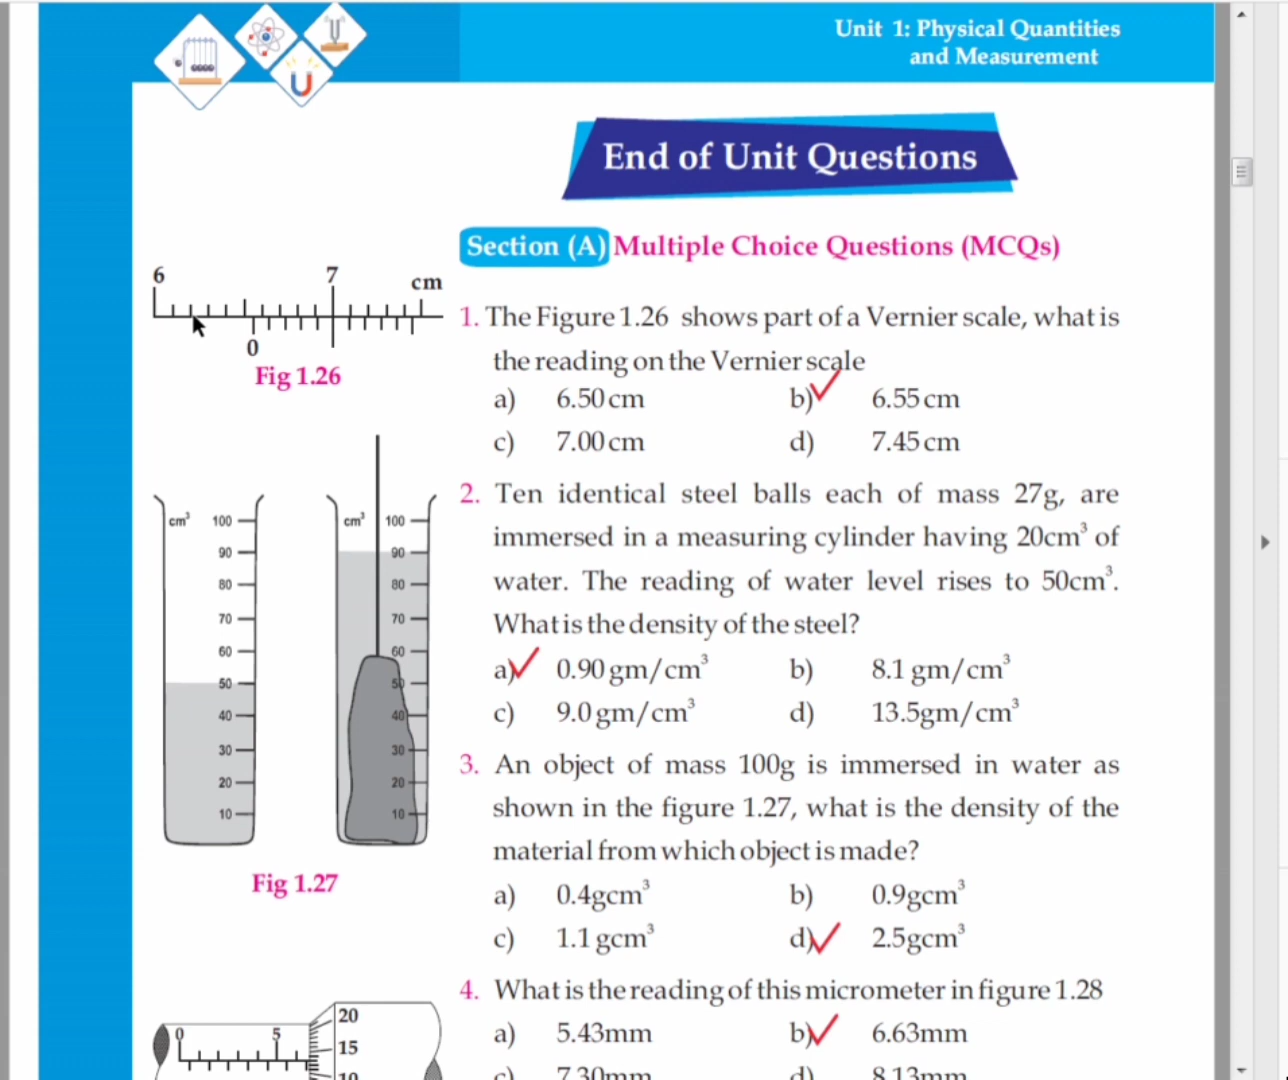 Unit 1: Physical Quantities
and Measurement
End of Unit Questions
Section (A) Multiple Choice Questions (MCQs)
6 7 cm
0
Fig 1.26
1. The Figure 1.26 shows part of a Vernier scale, what is
the reading on the Vernier scale
a) 6.50 cm b) 6.55 cm
c) 7.00 cm d) 7.45 cm
2. Ten identical steel balls each of mass 27g, are
immersed in a measuring cylinder having 20cm³ of
water. The reading of water level rises to 50cm³.
What is the density of the steel?
a) 0.90 gm/cm³ b) 8.1 gm/cm³
c) 9.0 gm/cm³ d) 13.5gm/cm³
cm³ 100 cm³ 100
90 90
80 80
70 70
60 60
50 50
40 40
30 30
20 20
10 10
Fig 1.27
3. An object of mass 100g is immersed in water as
shown in the figure 1.27, what is the density of the
material from which object is made?
a) 0.4gcm³ b) 0.9gcm³
c) 1.1 gcm³ d) 2.5gcm³
4. What is the reading of this micrometer in figure 1.28
a) 5.43mm b) 6.63mm
c) 7.30mm d) 8.13mm
0 5 20
15
10